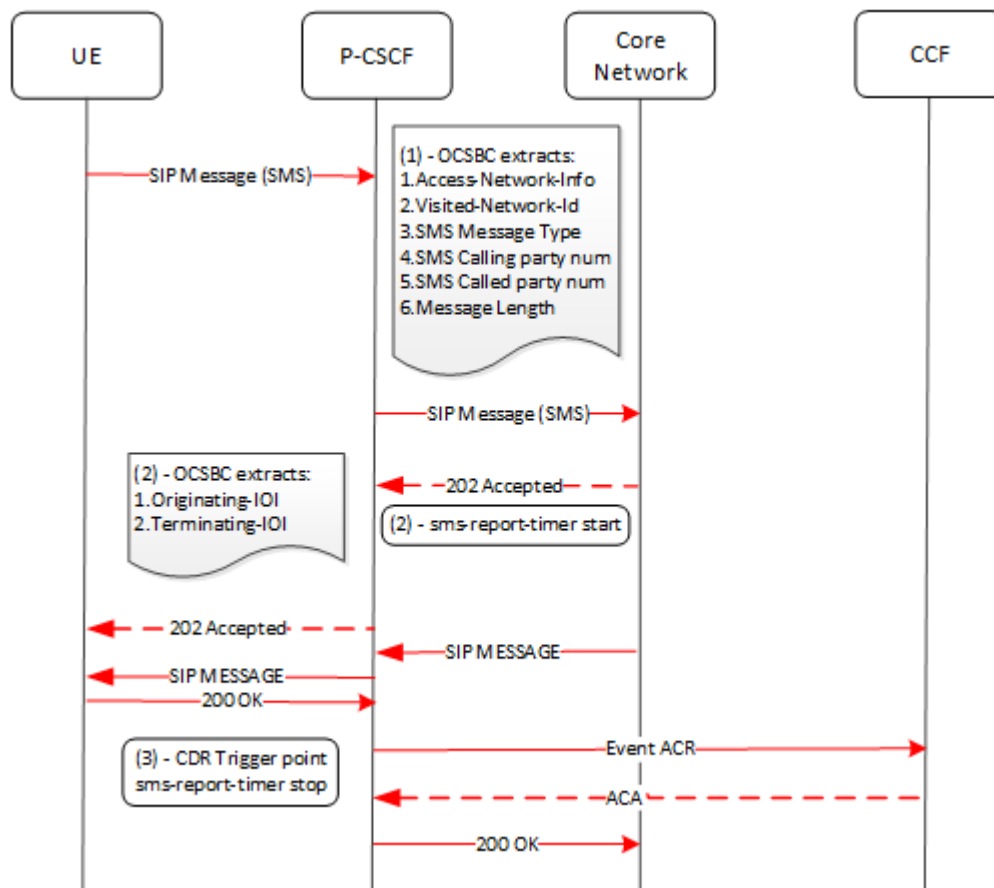 UE
P-CSCF
Core
Network
CCF
SIP Message (SMS)
(1) - OCSBC extracts:
1.Access-Network-Info
2.Visited-Network-Id
3.SMS Message Type
4.SMS Calling party num
5.SMS Called party num
6.Message Length
SIP Message (SMS)
202 Accepted
(2) - OCSBC extracts:
1.Originating-IOI
2.Terminating-IOI
(2) - sms-report-timer start
202 Accepted
SIP MESSAGE
SIP MESSAGE
200 OK
(3) - CDR Trigger point
sms-report-timer stop
Event ACR
ACA
200 OK